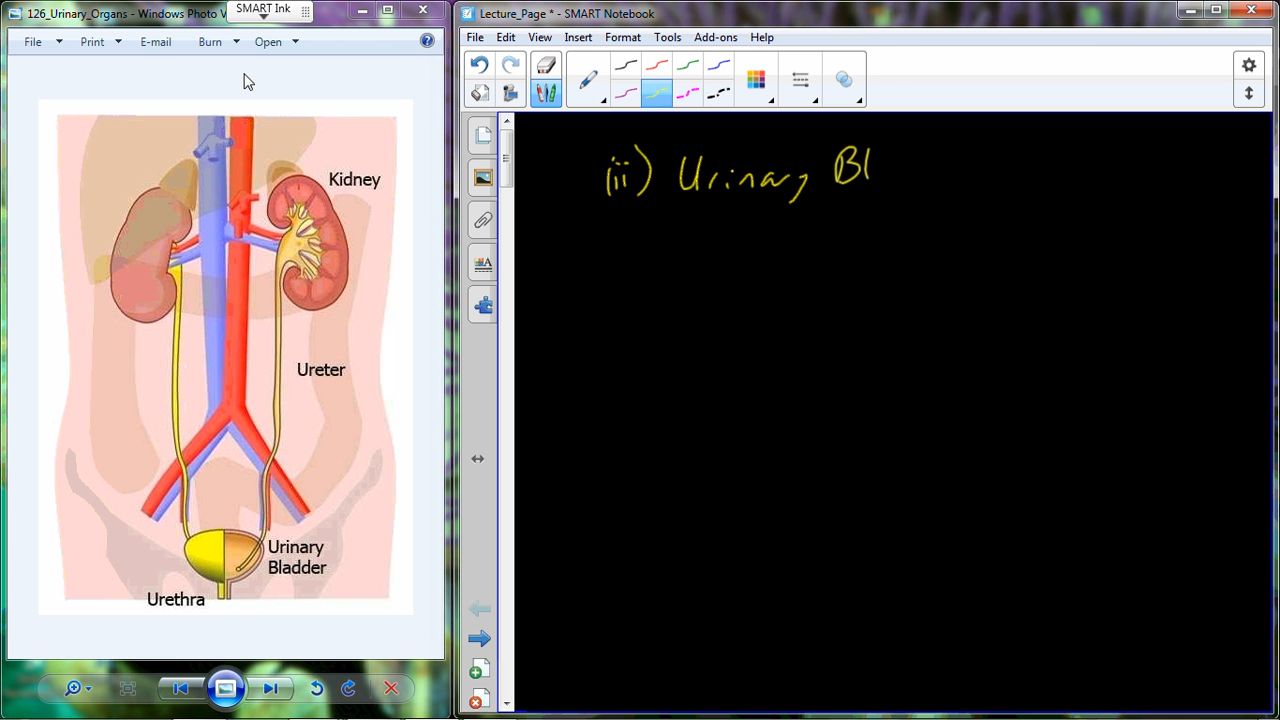 126_Urinary_Organs - Windows Photo V
SMART Ink
File Print E-mail Burn Open
Kidney
Ureter
Urinary
Bladder
Urethra
Lecture_Page * - SMART Notebook
File Edit View Insert Format Tools Add-ons Help
(ii) Urinary Bl